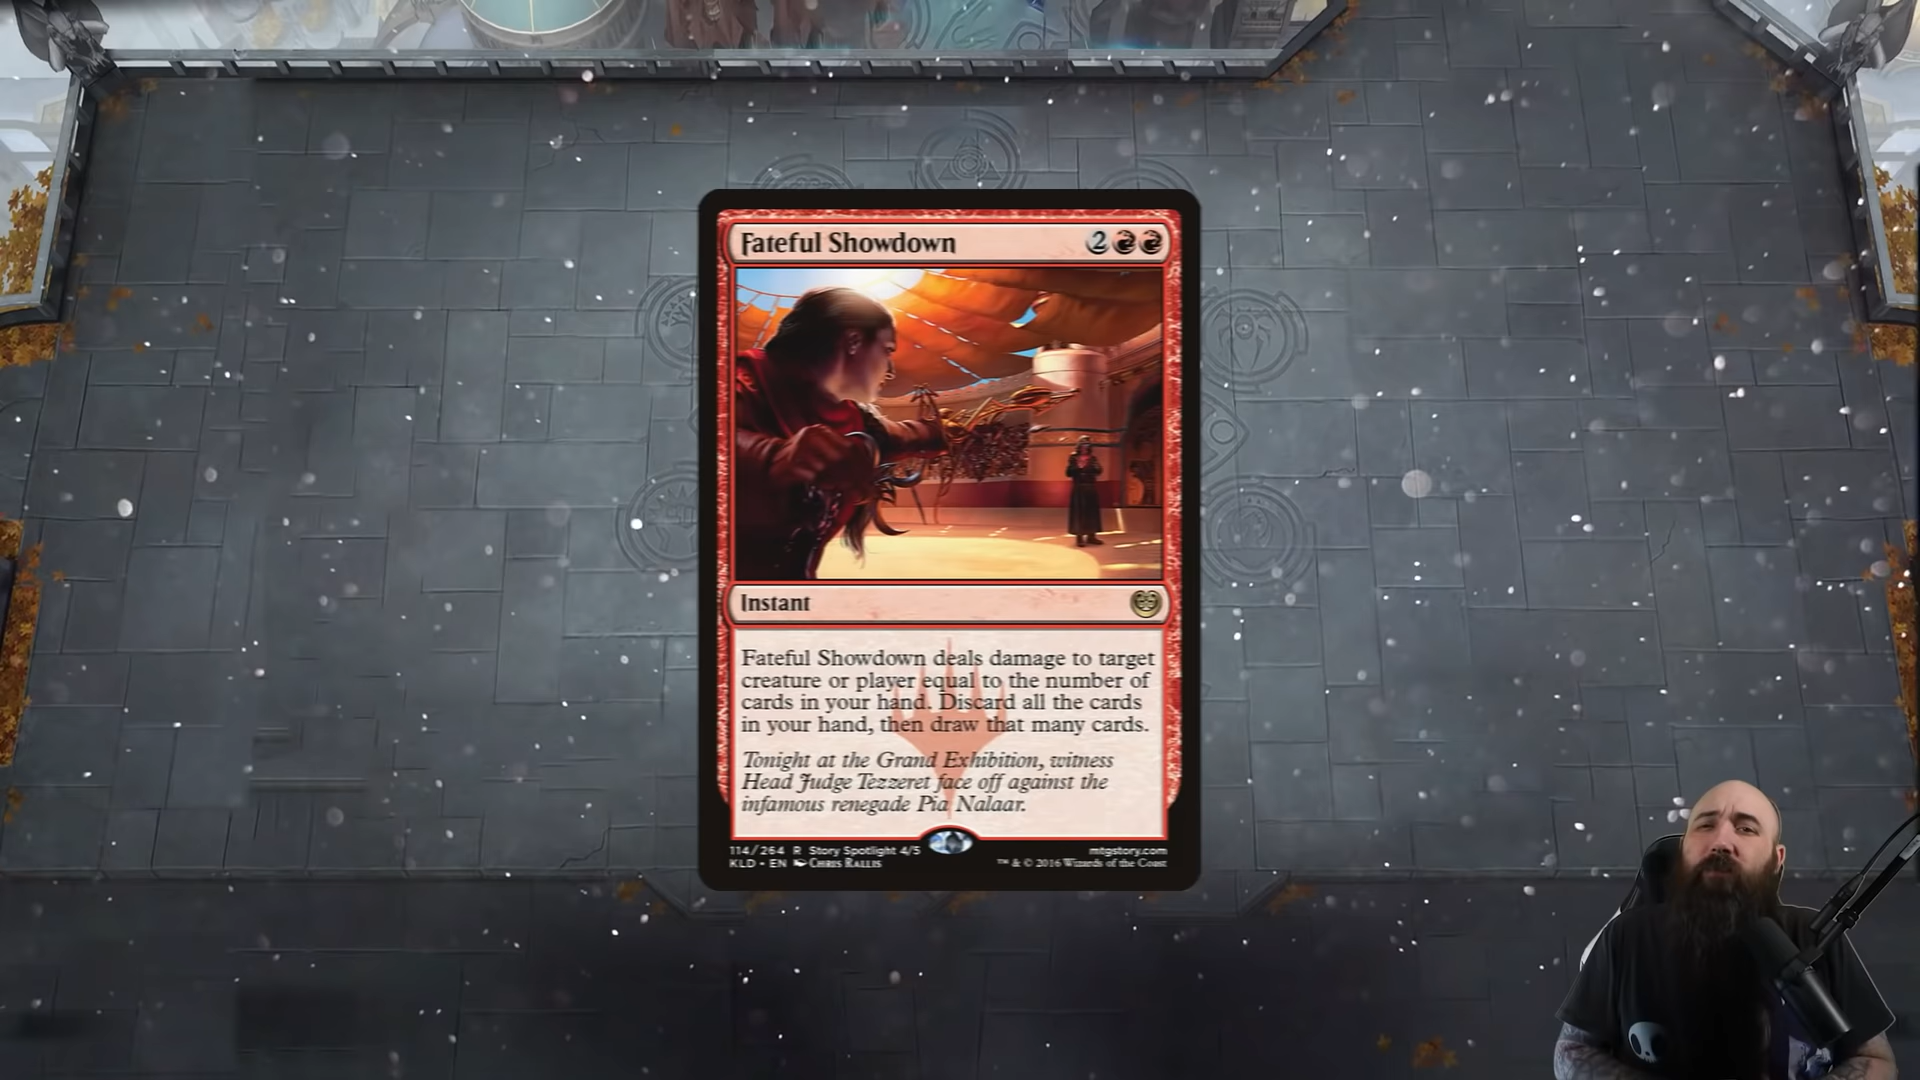 Fateful Showdown 2
Instant
Fateful Showdown deals damage to target
creature or player equal to the number of
cards in your hand. Discard all the cards
in your hand, then draw that many cards.
Tonight at the Grand Exhibition, witness
Head Judge Tezzeret face off against the
infamous renegade Pia Nalaar.
114/264 R Story Spotlight 4/5
mtgstory.com
KLD • EN Chris Rallis
™ & © 2016 Wizards of the Coast